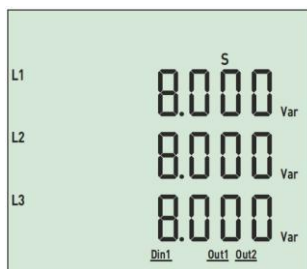 S
L1 8.000 Var
L2 8.000 Var
L3 8.000 Var
Din1 Out1 Out2